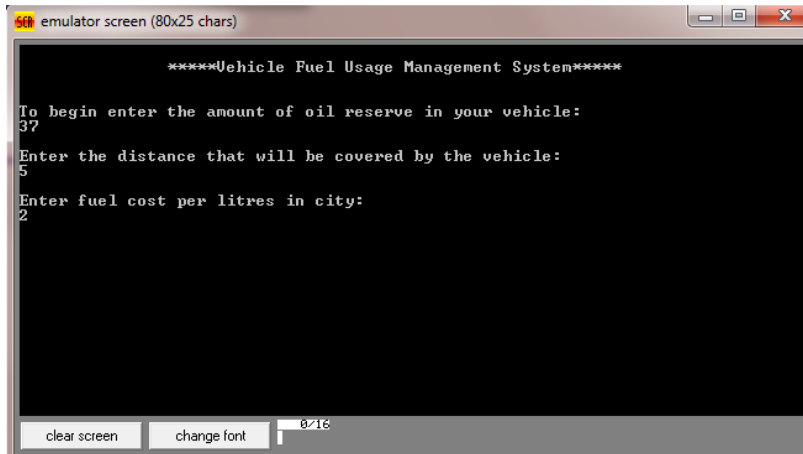 SCR emulator screen (80x25 chars)
*****Vehicle Fuel Usage Management System*****
To begin enter the amount of oil reserve in your vehicle:
37
Enter the distance that will be covered by the vehicle:
5
Enter fuel cost per litres in city:
2
clear screen
change font
0/16